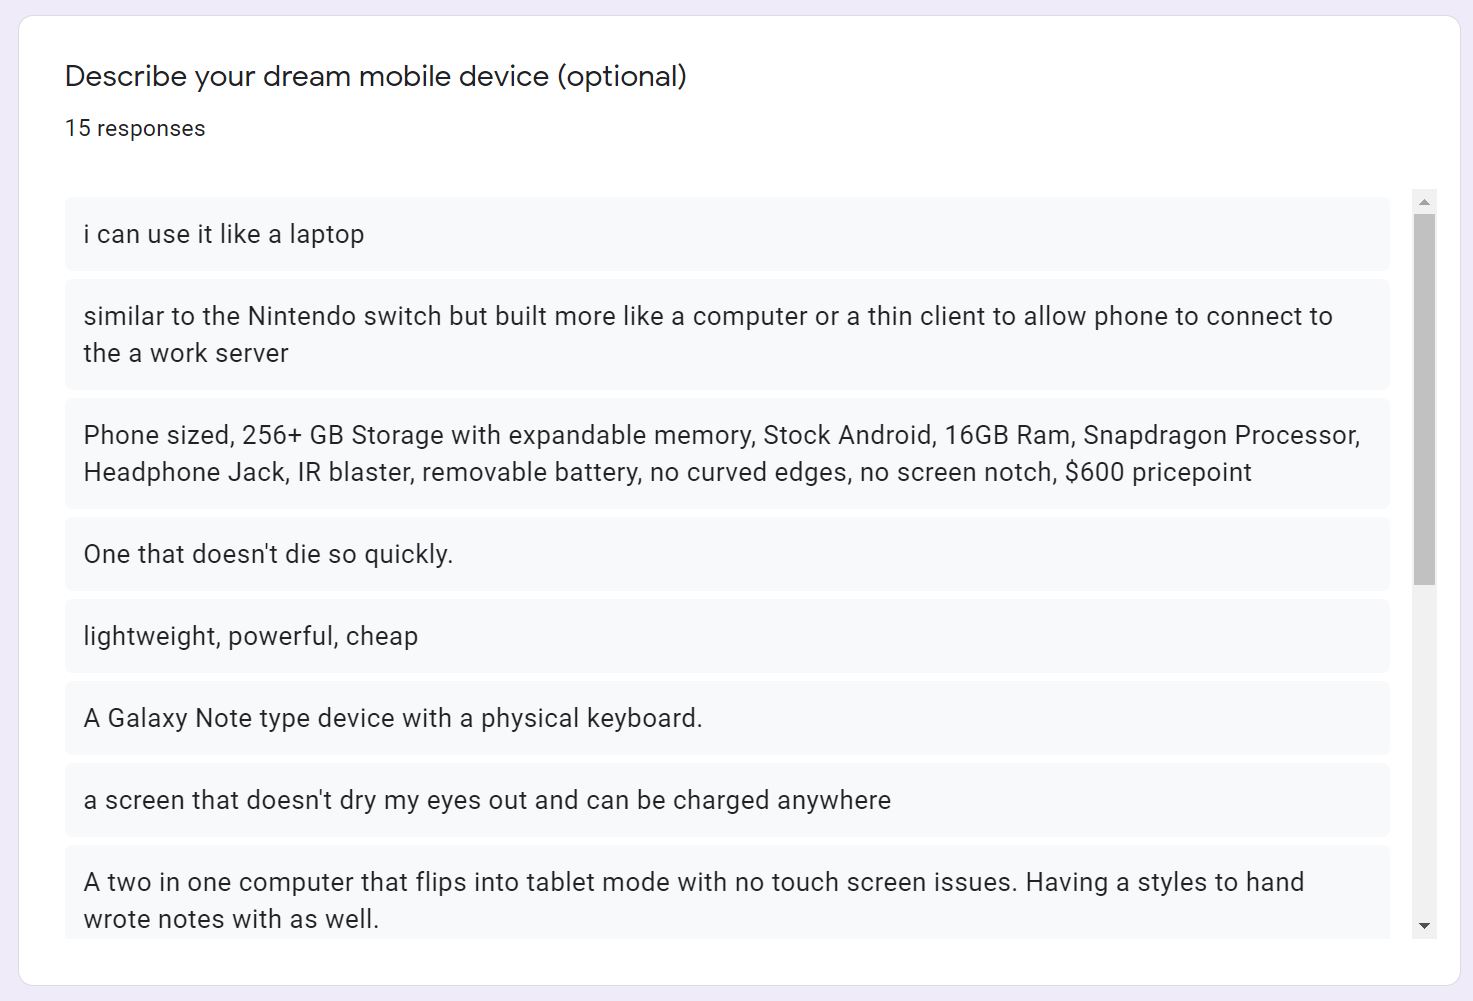 Describe your dream mobile device (optional)
15 responses
i can use it like a laptop
similar to the Nintendo switch but built more like a computer or a thin client to allow phone to connect to
the a work server
Phone sized, 256+ GB Storage with expandable memory, Stock Android, 16GB Ram, Snapdragon Processor,
Headphone Jack, IR blaster, removable battery, no curved edges, no screen notch, $600 pricepoint
One that doesn't die so quickly.
lightweight, powerful, cheap
A Galaxy Note type device with a physical keyboard.
a screen that doesn't dry my eyes out and can be charged anywhere
A two in one computer that flips into tablet mode with no touch screen issues. Having a styles to hand
wrote notes with as well.